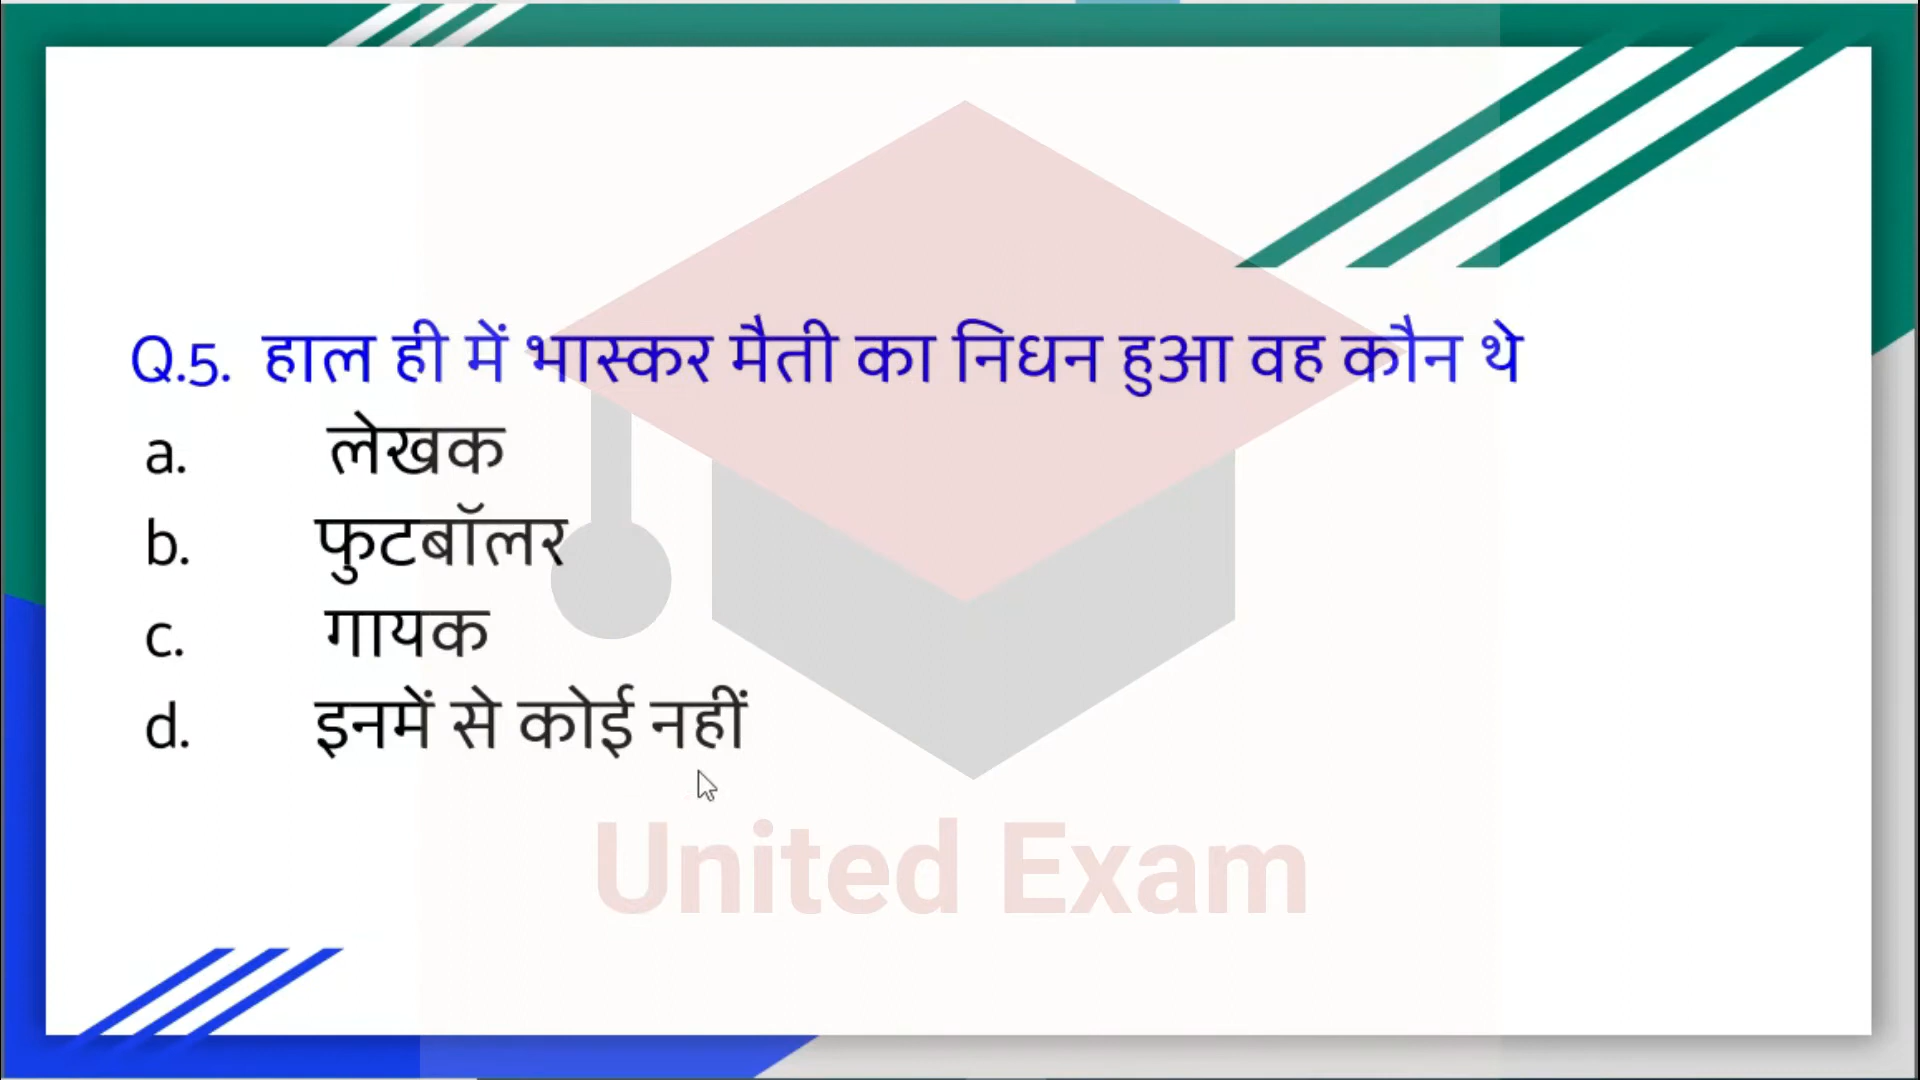 Q.5. हाल ही में भास्कर मैती का निधन हुआ वह कौन थे
a. लेखक
b. फुटबॉलर
c. गायक
d. इनमें से कोई नहीं
United Exam